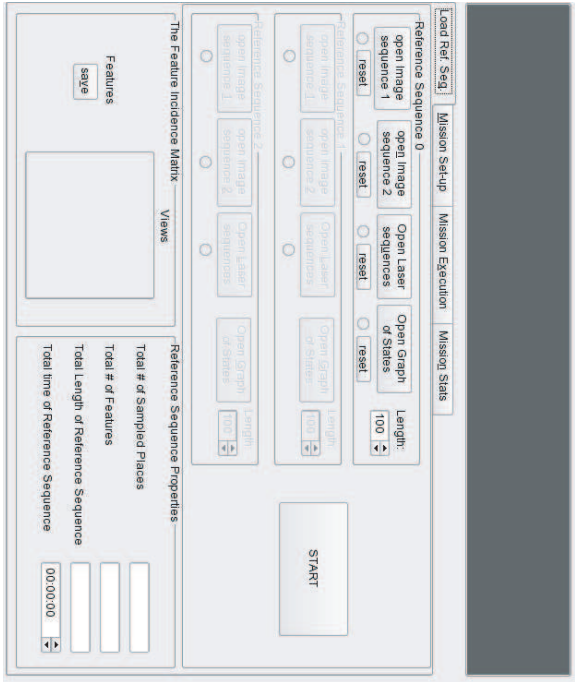 Load Ref. Seq.
Mission Set-up
Mission Execution
Mission Stats
Reference Sequence 0
open Image
sequence 1
open Image
sequence 2
Open Laser
sequences
Open Graph
of States
Length:
100
reset
reset
reset
reset
Reference Sequence 1
open Image
sequence 1
open Image
sequence 2
Open Laser
sequences
Open Graph
of States
Length:
100
Reference Sequence 2
open Image
sequence 1
open Image
sequence 2
Open Laser
sequences
Open Graph
of States
Length:
100
START
The Feature Incidence Matrix
Views
Features
save
Reference Sequence Properties
Total # of Sampled Places
Total # of Features
Total Length of Reference Sequence
Total time of Reference Sequence
00:00:00